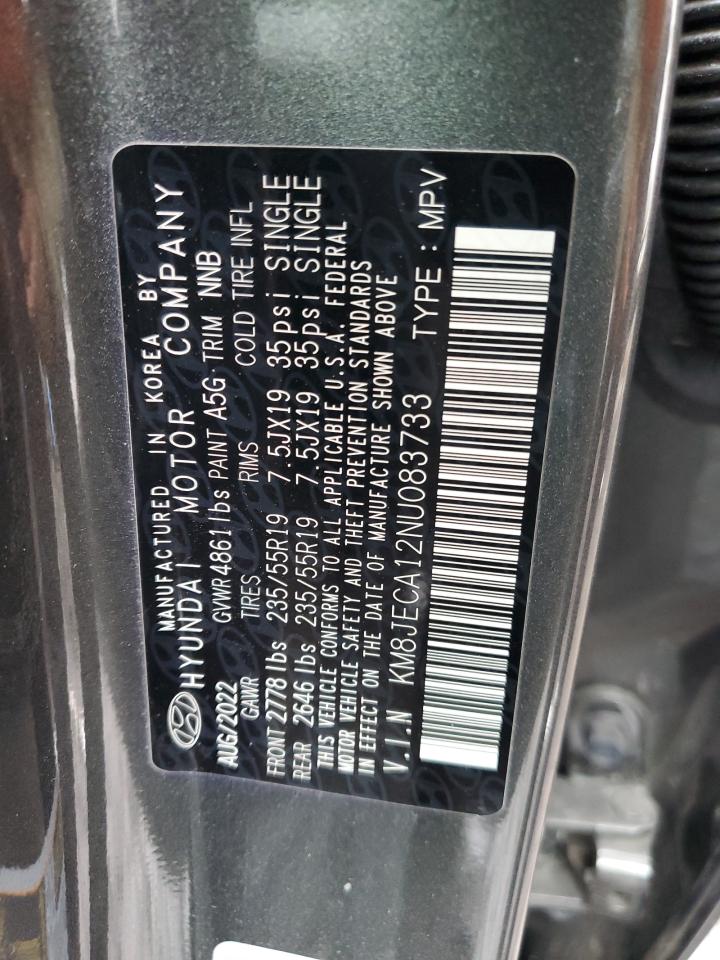 MANUFACTURED IN KOREA BY
HYUNDAI MOTOR COMPANY
AUG/2022 GVWR 4861 lbs PAINT A5G TRIM NNB
GAWR TIRES RIMS COLD TIRE INFL
FRONT 2778 lbs 235/55R19 7.5JX19 35psi SINGLE
REAR 2646 lbs 235/55R19 7.5JX19 35psi SINGLE
THIS VEHICLE CONFORMS TO ALL APPLICABLE U.S.A. FEDERAL
MOTOR VEHICLE SAFETY AND THEFT PREVENTION STANDARDS
IN EFFECT ON THE DATE OF MANUFACTURE SHOWN ABOVE
V.I.N KM8JECA12NU083733 TYPE : MPV